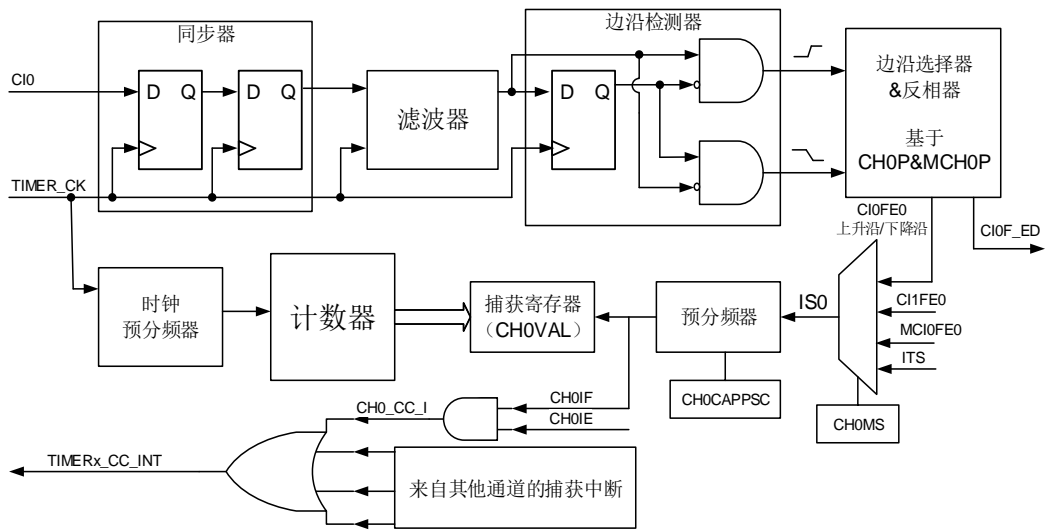 同步器
边沿检测器
CI0
D
Q
D
Q
滤波器
D
Q
边沿选择器
&反相器
基于
CH0P&MCH0P
TIMER_CK
CI0FE0
上升沿/下降沿
CI0F_ED
时钟
预分频器
计数器
捕获寄存器
（CH0VAL）
预分频器
IS0
CI1FE0
MCI0FE0
ITS
CH0CAPPSC
CH0MS
CH0IF
CH0IE
CH0_CC_I
TIMERx_CC_INT
来自其他通道的捕获中断